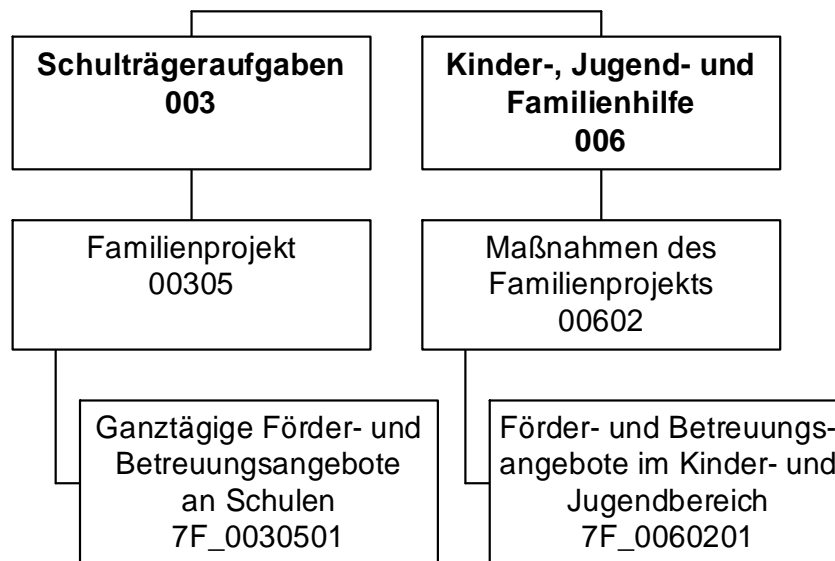 Schulträgeraufgaben
003
Kinder-, Jugend- und
Familienhilfe
006
Familienprojekt
00305
Maßnahmen des
Familienprojekts
00602
Ganztägige Förder- und
Betreuungsangebote
an Schulen
7F_0030501
Förder- und Betreuungs-
angebote im Kinder- und
Jugendbereich
7F_0060201